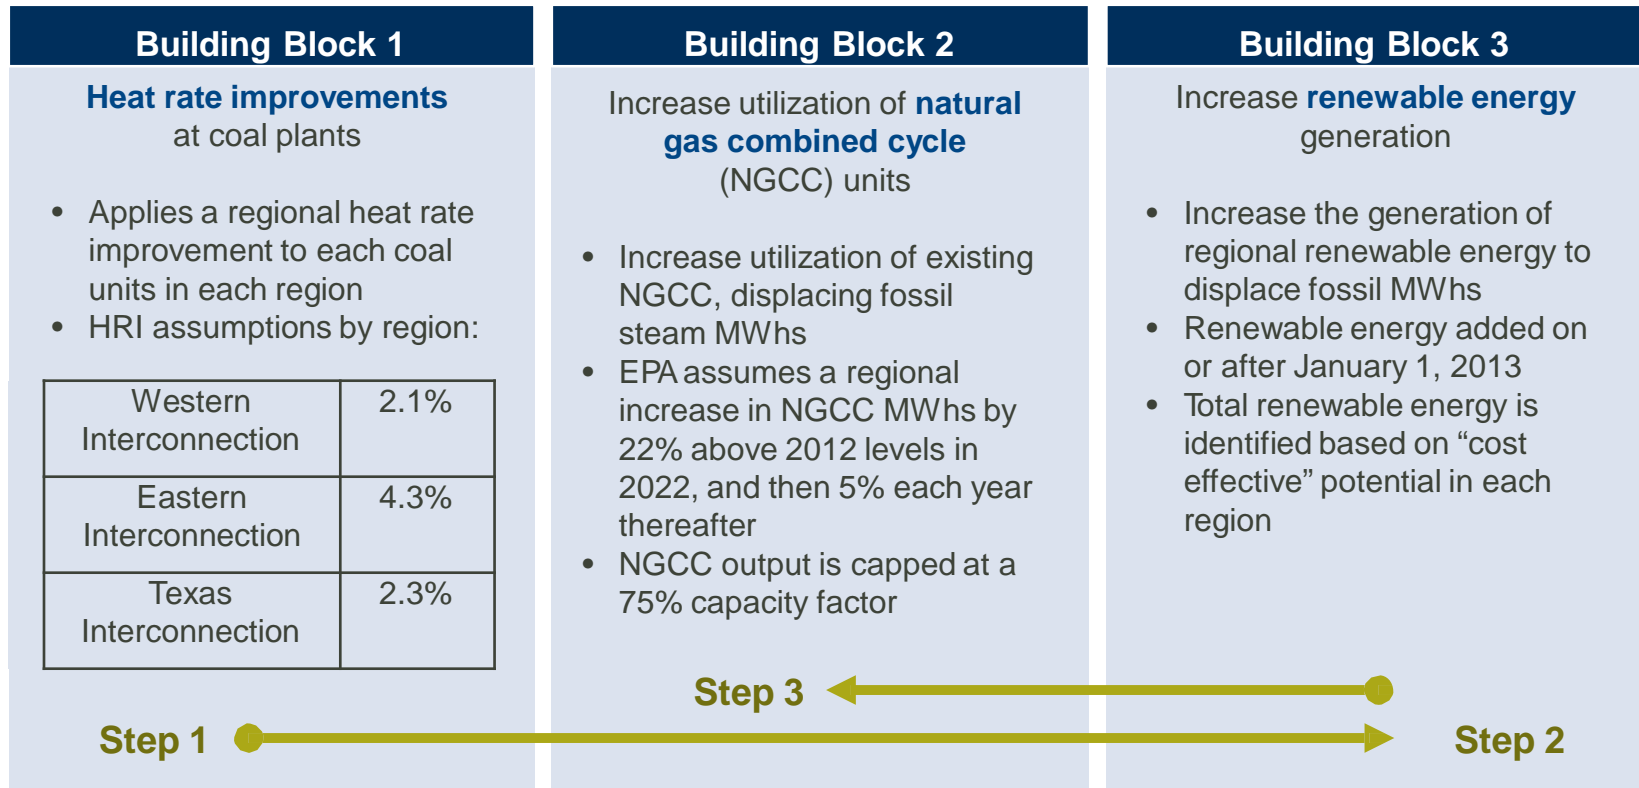 Building Block 1
Heat rate improvements
at coal plants
• Applies a regional heat rate
improvement to each coal
units in each region
• HRI assumptions by region:
Western
Interconnection
2.1%
Eastern
Interconnection
4.3%
Texas
Interconnection
2.3%
Building Block 2
Increase utilization of natural
gas combined cycle
(NGCC) units
• Increase utilization of existing
NGCC, displacing fossil
steam MWhs
• EPA assumes a regional
increase in NGCC MWhs by
22% above 2012 levels in
2022, and then 5% each year
thereafter
• NGCC output is capped at a
75% capacity factor
Building Block 3
Increase renewable energy
generation
• Increase the generation of
regional renewable energy to
displace fossil MWhs
• Renewable energy added on
or after January 1, 2013
• Total renewable energy is
identified based on “cost
effective” potential in each
region
Step 3
Step 1
Step 2